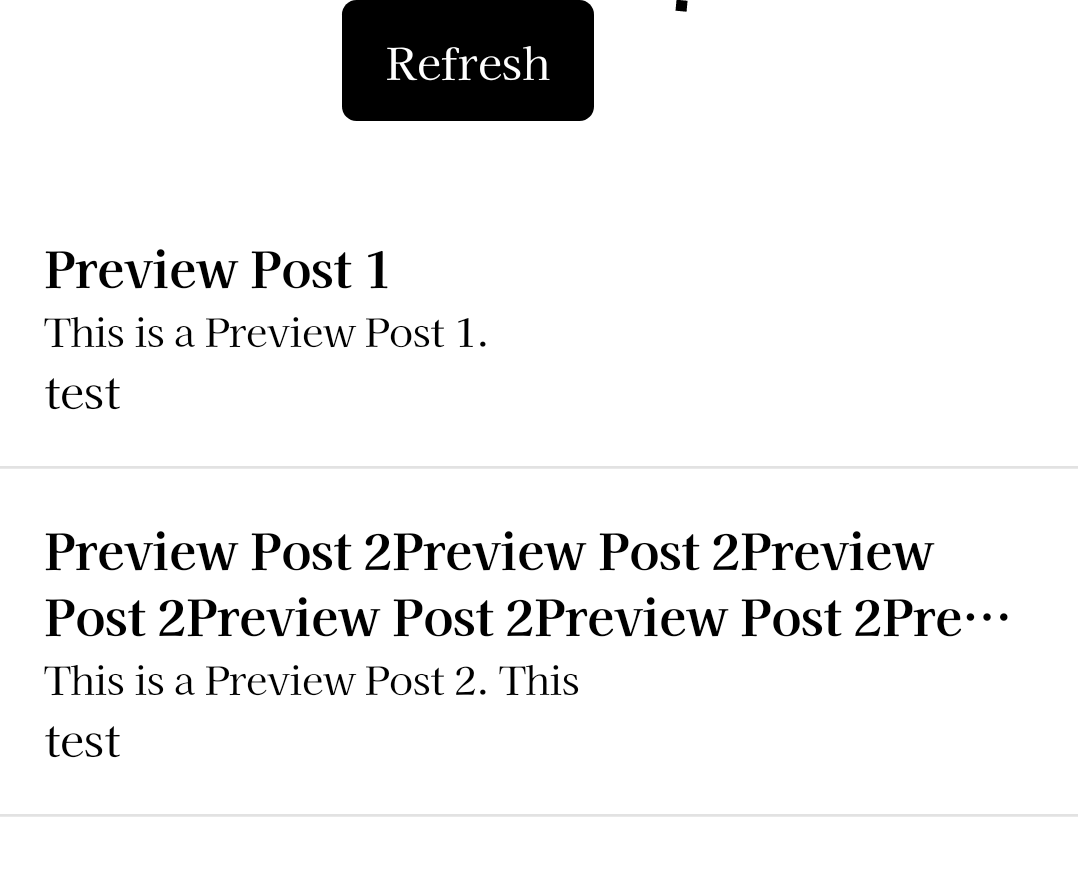 Refresh
Preview Post 1
This is a Preview Post 1.
test
Preview Post 2Preview Post 2Preview
Post 2Preview Post 2Preview Post 2Pre⋯
This is a Preview Post 2. This
test